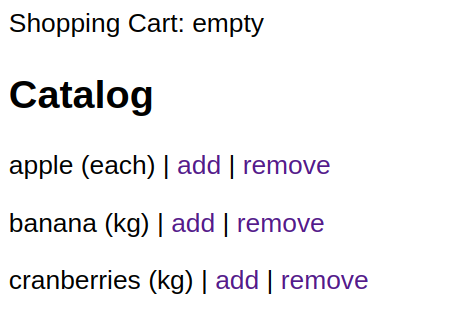 Shopping Cart: empty
Catalog
apple (each) | add | remove
banana (kg) | add | remove
cranberries (kg) | add | remove